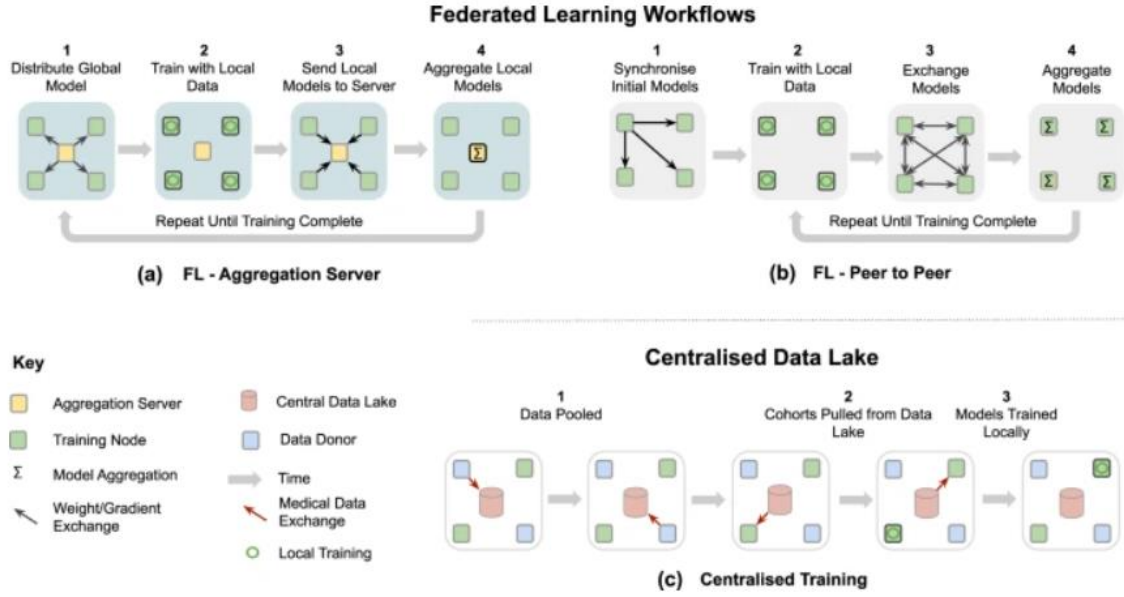 Federated Learning Workflows
1
Distribute Global
Model
2
Train with Local
Data
3
Send Local
Models to Server
4
Aggregate Local
Models
Σ
Repeat Until Training Complete
(a) FL - Aggregation Server
1
Synchronise
Initial Models
2
Train with Local
Data
3
Exchange
Models
4
Aggregate
Models
Σ Σ
Σ Σ
Repeat Until Training Complete
(b) FL - Peer to Peer
Key
Aggregation Server
Training Node
Σ Model Aggregation
Weight/Gradient
Exchange
Central Data Lake
Data Donor
Time
Medical Data
Exchange
Local Training
Centralised Data Lake
1
Data Pooled
2
Cohorts Pulled from Data
Lake
3
Models Trained
Locally
(c) Centralised Training